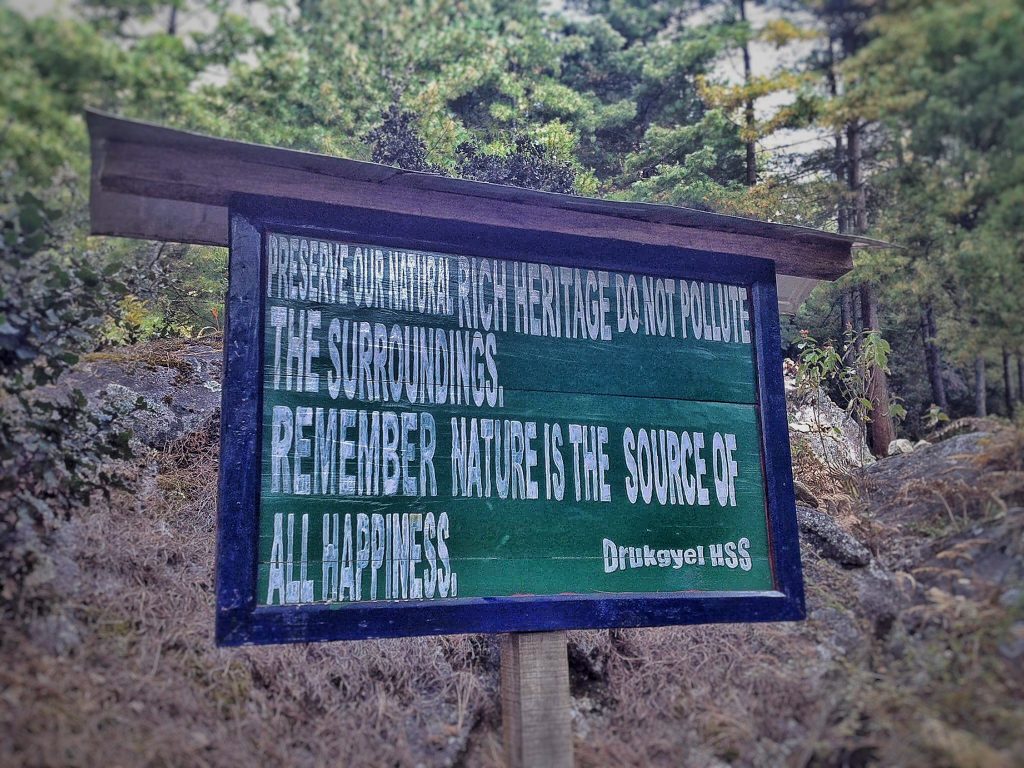 PRESERVE OUR NATURAL RICH HERITAGE DO NOT POLLUTE
THE SURROUNDINGS.
REMEMBER NATURE IS THE SOURCE OF
ALL HAPPINESS.
Drukgyel HSS